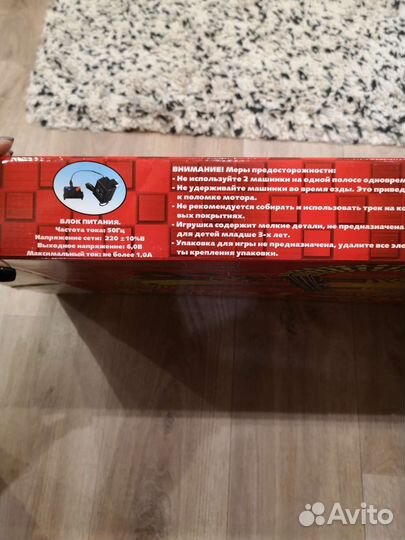 БЛОК ПИТАНИЯ.
Частота тока: 50Гц
Напряжение сети: 220 ±10%В
Выходное напряжение: 6,0В
Максимальный ток: не более 1,0А
ВНИМАНИЕ! Меры предосторожности:
- Не используйте 2 машинки на одной полосе одноврем
- Не удерживайте машинки во время езды. Это приведе
к поломке мотора.
- Не рекомендуется собирать и использовать трек на ко
вых покрытиях.
- Игрушка содержит мелкие детали, не предназначена
для детей младше 3-х лет.
- Упаковка для игры не предназначена, удалите все эле
ты крепления упаковки.
Avito